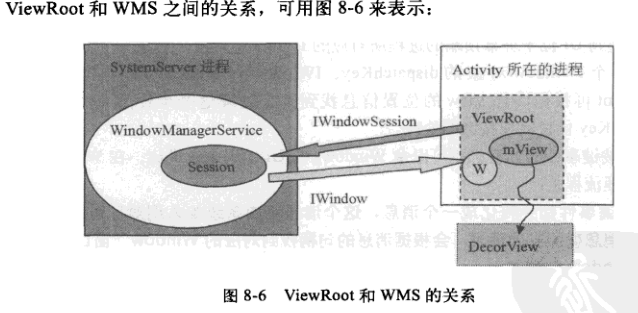 ViewRoot 和 WMS 之间的关系，可用图 8-6 来表示：
SystemServer 进程
Activity 所在的进程
WindowManagerService
Session
IWindowSession
IWindow
ViewRoot
mView
W
DecorView
图 8-6 ViewRoot 和 WMS 的关系